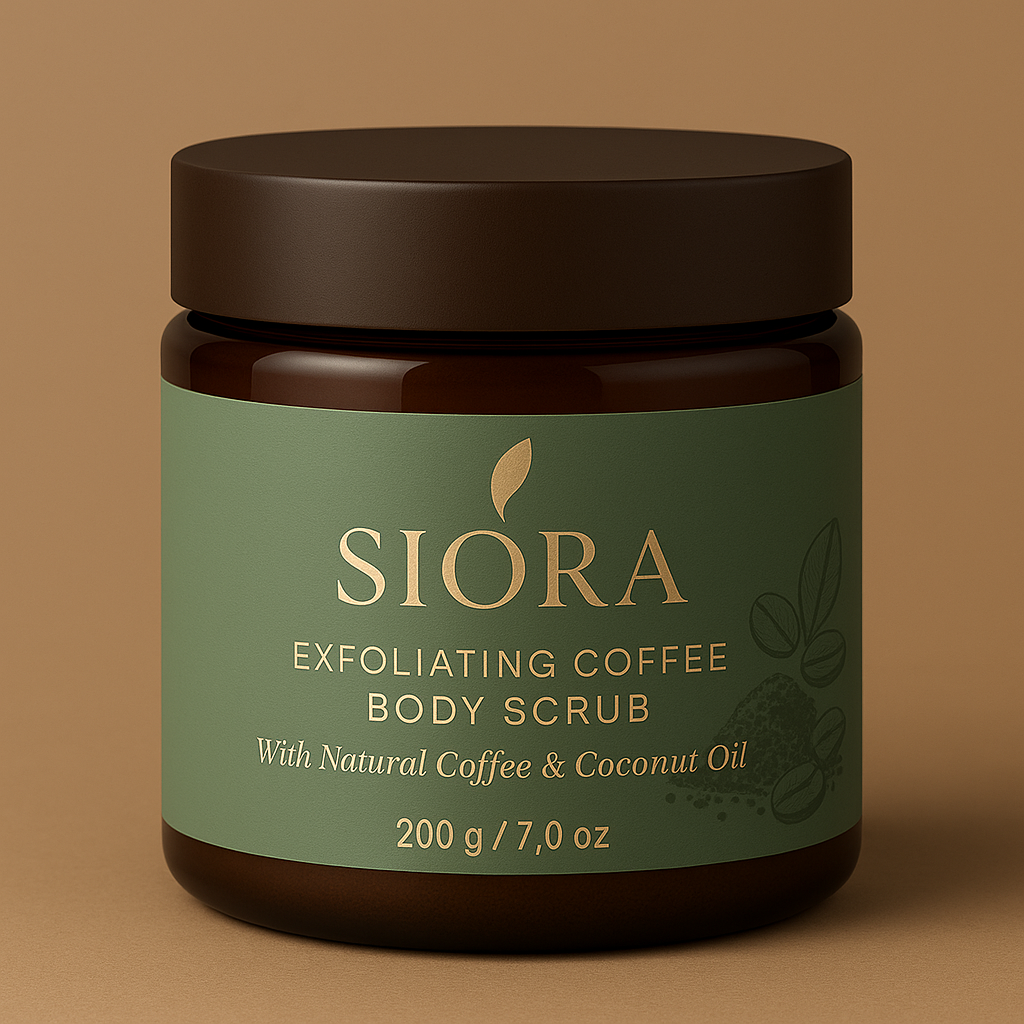 SIORA
EXFOLIATING COFFEE
BODY SCRUB
With Natural Coffee & Coconut Oil
200 g / 7,0 oz